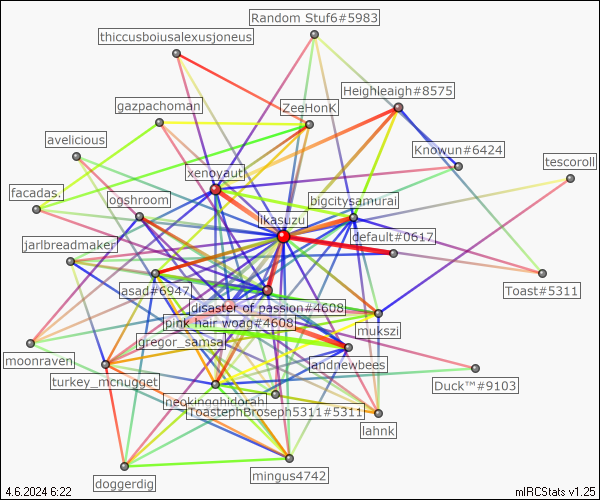 Random Stuf6#5983
thiccusboiusalexusjoneus
Heighleaigh#8575
gazpachoman
ZeeHonK
avelicious
Knowun#6424
tescoroll
xenoyaut
facadas.
ogshroom
bigcitysamurai
ikasuzu
default#0617
jarlbreadmaker
asad#6947
Toast#5311
disaster of passion#4608
pink hair woag#4608
mukszi
gregor_samsa
moonraven
andnewbees
turkey_mcnugget
Duck™#9103
neokingghidorah
ToastephBroseph5311#5311
lahnk
mingus4742
doggerdig
4.6.2024 6:22
mIRCStats v1.25